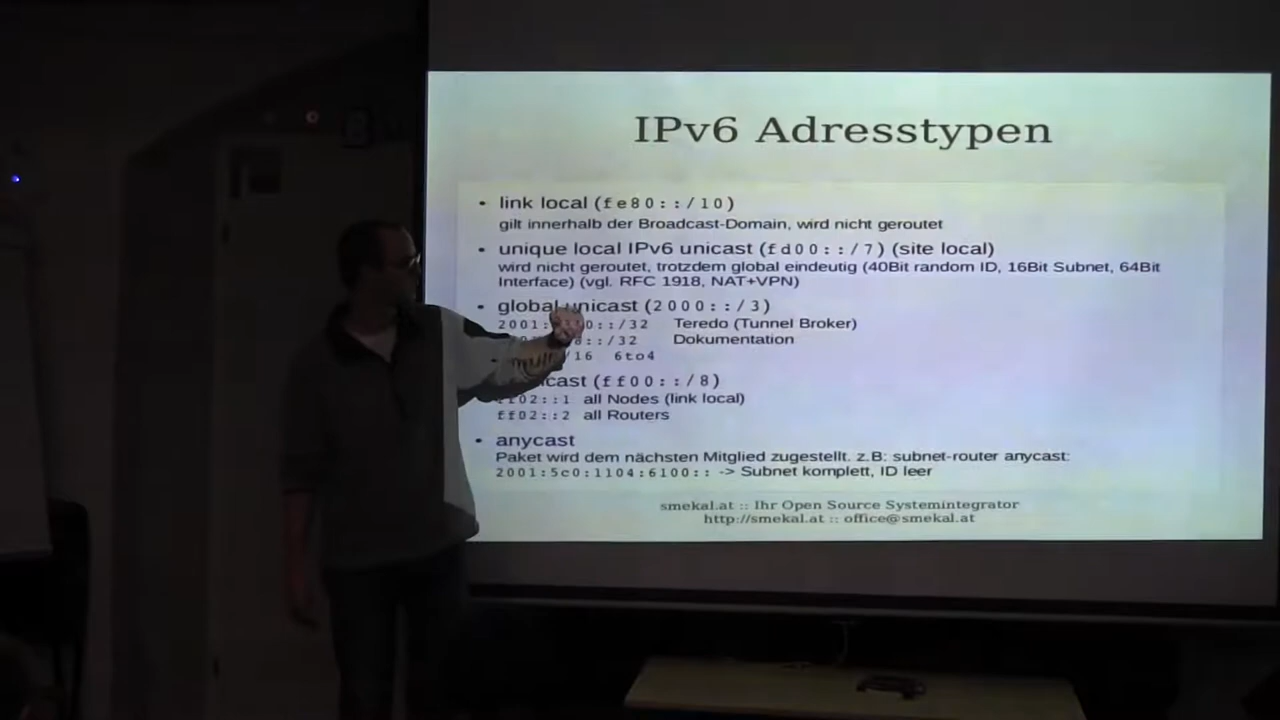 IPv6 Adresstypen
• link local (fe80::/10)
gilt innerhalb der Broadcast-Domain, wird nicht geroutet
• unique local IPv6 unicast (fd00::/7) (site local)
wird nicht geroutet, trotzdem global eindeutig (40Bit random ID, 16Bit Subnet, 64Bit
Interface) (vgl. RFC 1918, NAT+VPN)
• global unicast (2000::/3)
2001: 0::/32 Teredo (Tunnel Broker)
8::/32 Dokumentation
/16 6to4
icast (ff00::/8)
ff02::1 all Nodes (link local)
ff02::2 all Routers
• anycast
Paket wird dem nächsten Mitglied zugestellt. z.B: subnet-router anycast:
2001:5c0:1104:6100:: -> Subnet komplett, ID leer
smekal.at :: Ihr Open Source Systemintegrator
http://smekal.at :: office@smekal.at